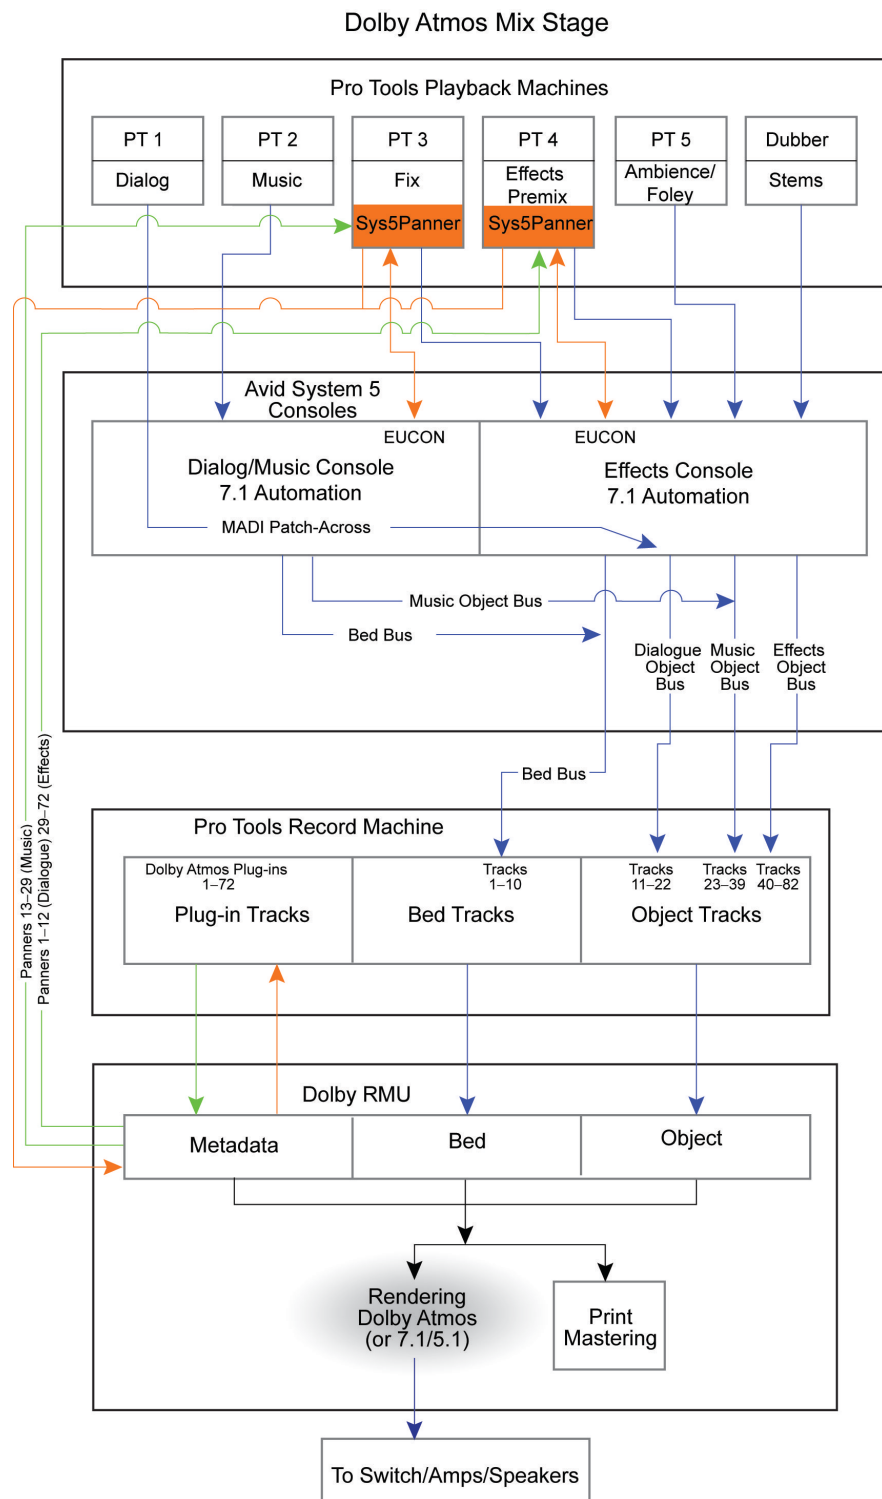 Dolby Atmos Mix Stage
Pro Tools Playback Machines
PT 1
PT 2
PT 3
PT 4
PT 5
Dubber
Dialog
Music
Fix
Effects
Premix
Ambience/
Foley
Stems
Sys5Panner
Sys5Panner
Avid System 5
Consoles
EUCON
EUCON
Dialog/Music Console
7.1 Automation
Effects Console
7.1 Automation
MADI Patch-Across
Music Object Bus
Bed Bus
Dialogue
Object
Bus
Music
Object
Bus
Effects
Object
Bus
Bed Bus
Panners 13–29 (Music)
Panners 1–12 (Dialogue) 29–72 (Effects)
Pro Tools Record Machine
Dolby Atmos Plug-ins
1–72
Plug-in Tracks
Tracks
1–10
Bed Tracks
Tracks
11–22
Tracks
23–39
Tracks
40–82
Object Tracks
Dolby RMU
Metadata
Bed
Object
Rendering
Dolby Atmos
(or 7.1/5.1)
Print
Mastering
To Switch/Amps/Speakers